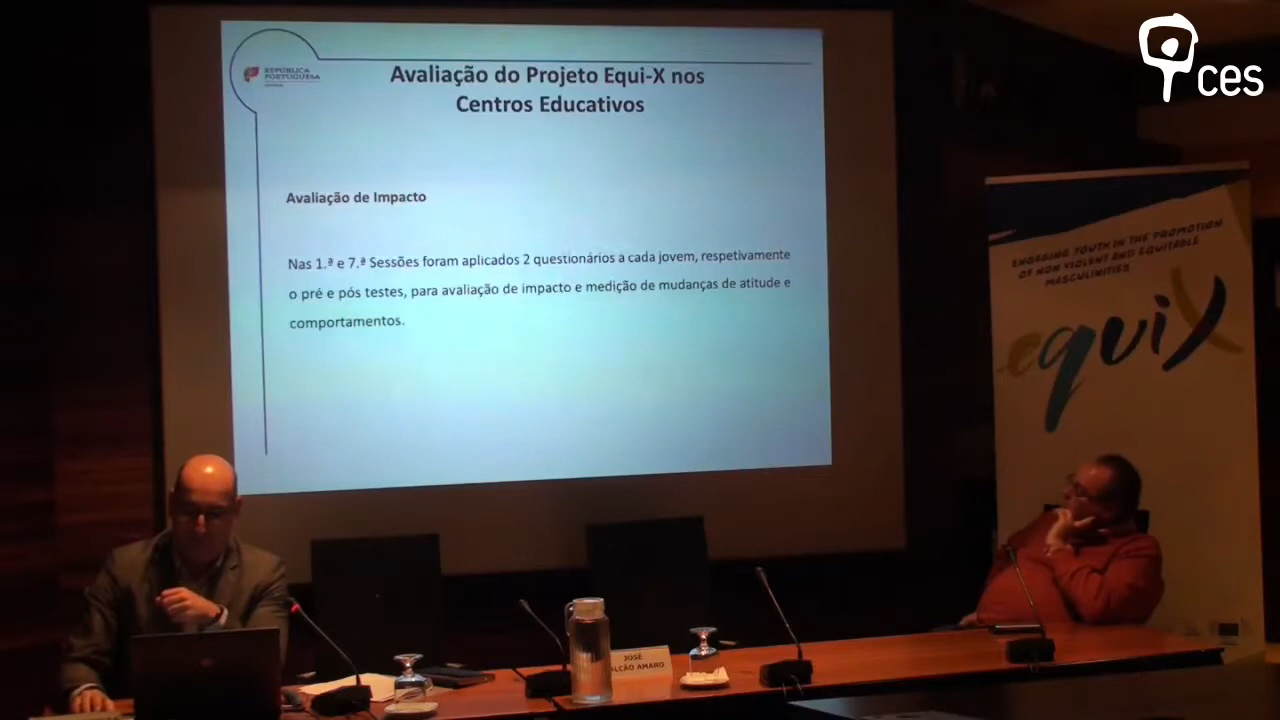 ces
REPÚBLICA
PORTUGUESA
Avaliação do Projeto Equi-X nos
Centros Educativos
Avaliação de Impacto
Nas 1.ª e 7.ª Sessões foram aplicados 2 questionários a cada jovem, respetivamente
o pré e pós testes, para avaliação de impacto e medição de mudanças de atitude e
comportamentos.
ENGAGING YOUTH IN THE PROMOTION
OF NON VIOLENT AND EQUITABLE
MASCULINITIES
equiX
JOSÉ
AMARO